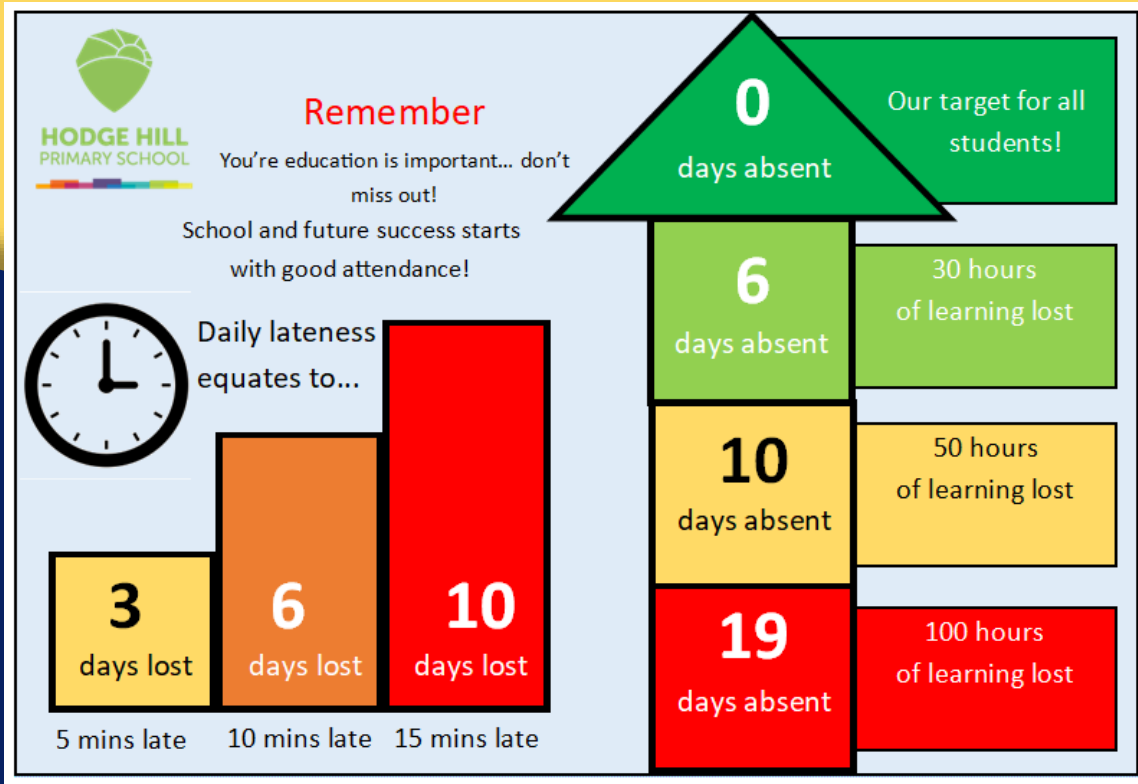 HODGE HILL
PRIMARY SCHOOL
Remember
You’re education is important... don’t
miss out!
School and future success starts
with good attendance!
Daily lateness
equates to...
3
days lost
5 mins late
6
days lost
10 mins late
10
days lost
15 mins late
0
days absent
Our target for all
students!
6
days absent
30 hours
of learning lost
10
days absent
50 hours
of learning lost
19
days absent
100 hours
of learning lost